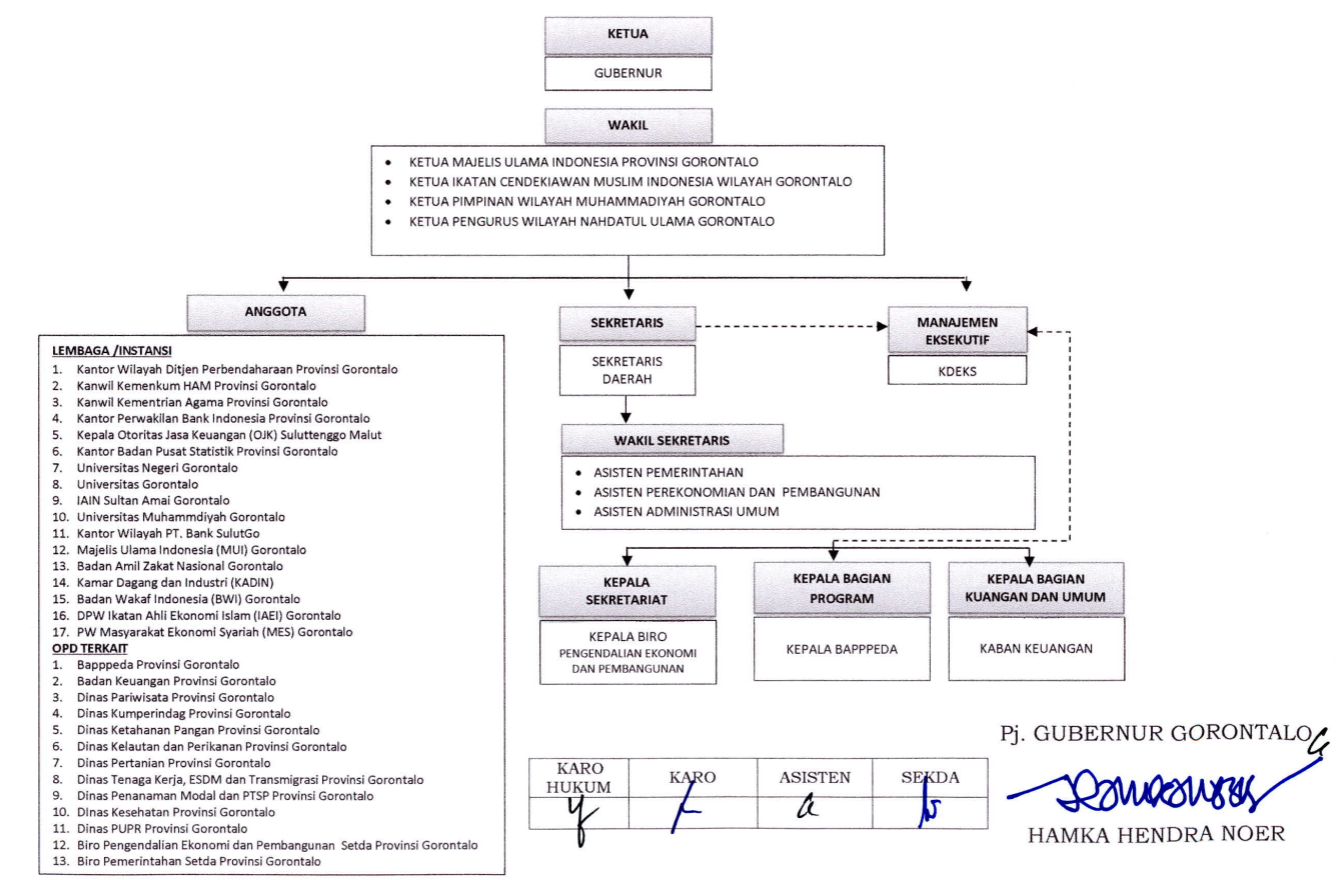 KETUA
GUBERNUR
WAKIL
• KETUA MAJELIS ULAMA INDONESIA PROVINSI GORONTALO
• KETUA IKATAN CENDEKIAWAN MUSLIM INDONESIA WILAYAH GORONTALO
• KETUA PIMPINAN WILAYAH MUHAMMADIYAH GORONTALO
• KETUA PENGURUS WILAYAH NAHDATUL ULAMA GORONTALO
ANGGOTA
LEMBAGA /INSTANSI
1. Kantor Wilayah Ditjen Perbendaharaan Provinsi Gorontalo
2. Kanwil Kemenkum HAM Provinsi Gorontalo
3. Kanwil Kementrian Agama Provinsi Gorontalo
4. Kantor Perwakilan Bank Indonesia Provinsi Gorontalo
5. Kepala Otoritas Jasa Keuangan (OJK) Suluttenggo Malut
6. Kantor Badan Pusat Statistik Provinsi Gorontalo
7. Universitas Negeri Gorontalo
8. Universitas Gorontalo
9. IAIN Sultan Amai Gorontalo
10. Universitas Muhammdiyah Gorontalo
11. Kantor Wilayah PT. Bank SulutGo
12. Majelis Ulama Indonesia (MUI) Gorontalo
13. Badan Amil Zakat Nasional Gorontalo
14. Kamar Dagang dan Industri (KADIN)
15. Badan Wakaf Indonesia (BWI) Gorontalo
16. DPW Ikatan Ahli Ekonomi Islam (IAEI) Gorontalo
17. PW Masyarakat Ekonomi Syariah (MES) Gorontalo
OPD TERKAIT
1. Bapppeda Provinsi Gorontalo
2. Badan Keuangan Provinsi Gorontalo
3. Dinas Pariwisata Provinsi Gorontalo
4. Dinas Kumperindag Provinsi Gorontalo
5. Dinas Ketahanan Pangan Provinsi Gorontalo
6. Dinas Kelautan dan Perikanan Provinsi Gorontalo
7. Dinas Pertanian Provinsi Gorontalo
8. Dinas Tenaga Kerja, ESDM dan Transmigrasi Provinsi Gorontalo
9. Dinas Penanaman Modal dan PTSP Provinsi Gorontalo
10. DInas Kesehatan Provinsi Gorontalo
11. Dinas PUPR Provinsi Gorontalo
12. Biro Pengendalian Ekonomi dan Pembangunan Setda Provinsi Gorontalo
13. Biro Pemerintahan Setda Provinsi Gorontalo
SEKRETARIS
SEKRETARIS
DAERAH
MANAJEMEN
EKSEKUTIF
KDEKS
WAKIL SEKRETARIS
• ASISTEN PEMERINTAHAN
• ASISTEN PEREKONOMIAN DAN PEMBANGUNAN
• ASISTEN ADMINISTRASI UMUM
KEPALA
SEKRETARIAT
KEPALA BIRO
PENGENDALIAN EKONOMI
DAN PEMBANGUNAN
KEPALA BAGIAN
PROGRAM
KEPALA BAPPPEDA
KEPALA BAGIAN
KUANGAN DAN UMUM
KABAN KEUANGAN
KARO
HUKUM
KARO
ASISTEN
SEKDA
Pj. GUBERNUR GORONTALO
HAMKA HENDRA NOER